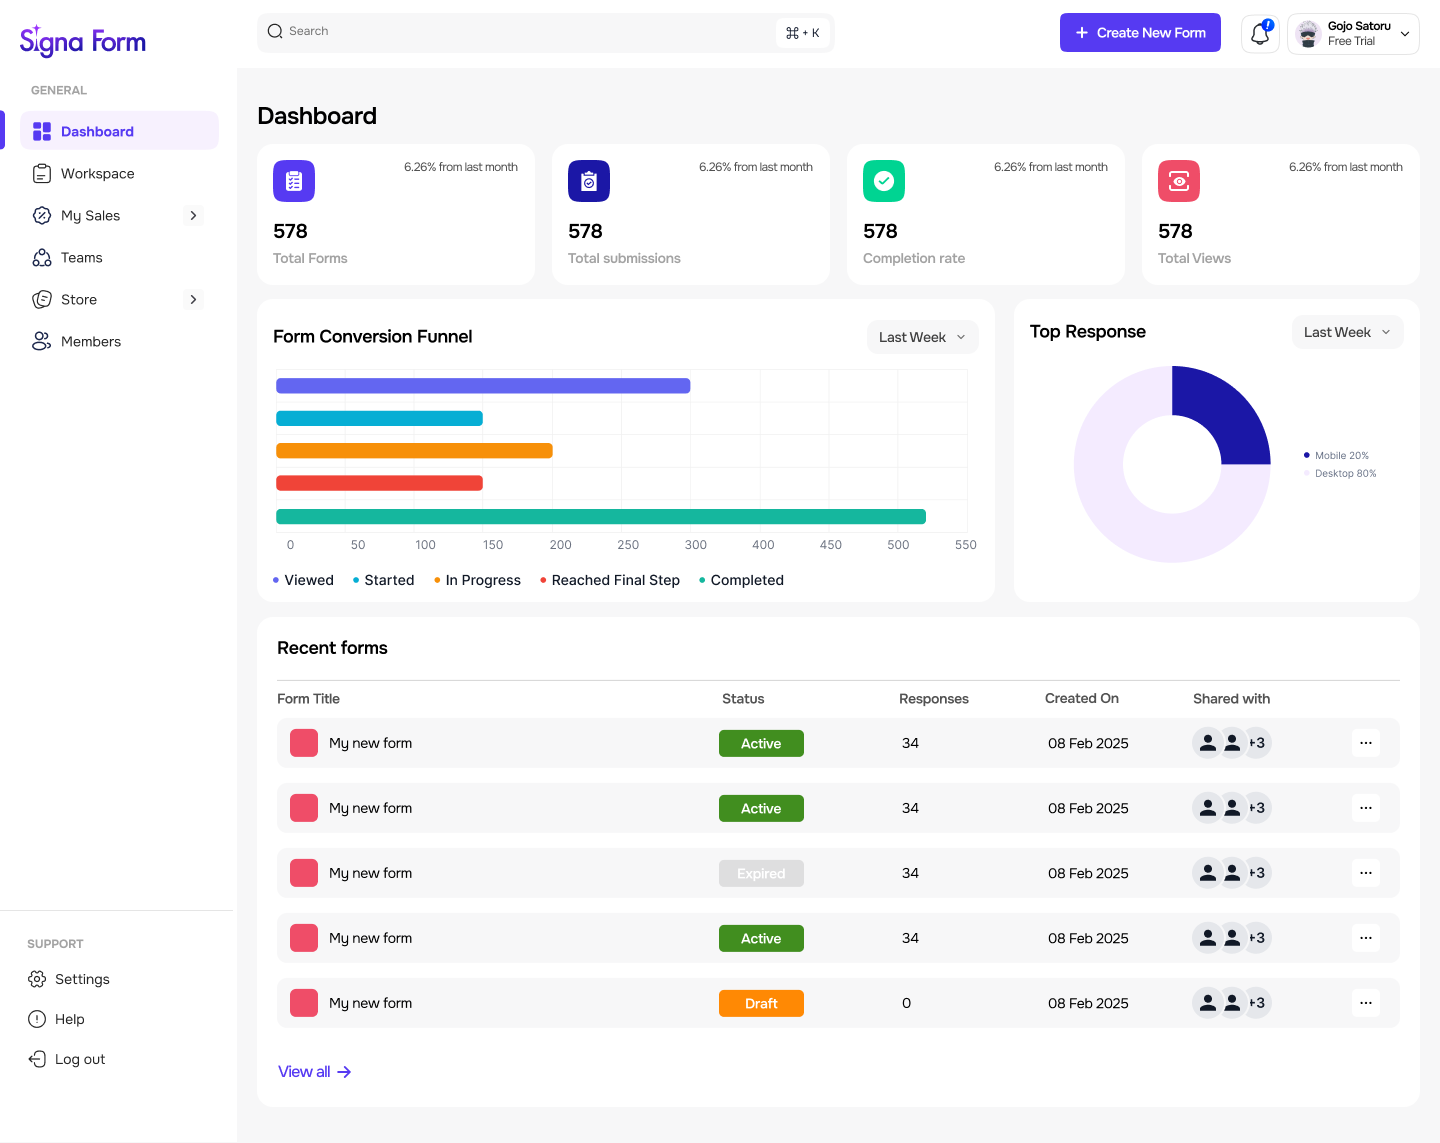 Signa Form
Search
⌘ + K
Create New Form
Gojo Satoru
Free Trial
GENERAL
Dashboard
Workspace
My Sales
Teams
Store
Members
SUPPORT
Settings
Help
Log out
Dashboard
6.26% from last month
578
Total Forms
6.26% from last month
578
Total submissions
6.26% from last month
578
Completion rate
6.26% from last month
578
Total Views
Form Conversion Funnel
Last Week
0 50 100 150 200 250 300 400 450 500 550
Viewed Started In Progress Reached Final Step Completed
Top Response
Last Week
Mobile 20%
Desktop 80%
Recent forms
Form Title Status Responses Created On Shared with
My new form Active 34 08 Feb 2025 +3 ...
My new form Active 34 08 Feb 2025 +3 ...
My new form Expired 34 08 Feb 2025 +3 ...
My new form Active 34 08 Feb 2025 +3 ...
My new form Draft 0 08 Feb 2025 +3 ...
View all